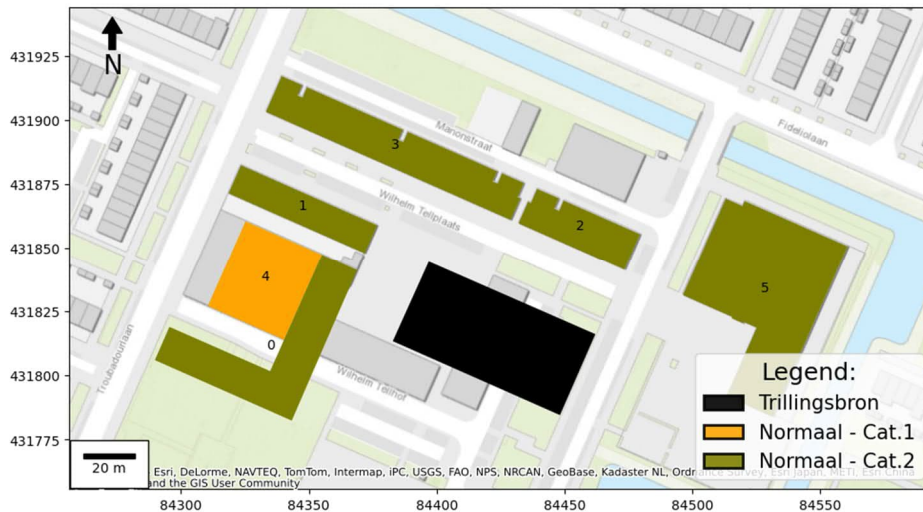 431925
431900
431875
431850
431825
431800
431775
N
Marionstraat
Fideliolaan
3
Wilhelm Tellplaats
1
2
4
5
0
Troubadourlaan
Wilhelm Tellhof
Legend:
Trillingsbron
Normaal - Cat.1
Normaal - Cat.2
20 m
Esri, DeLorme, NAVTEQ, TomTom, Intermap, iPC, USGS, FAO, NPS, NRCAN, GeoBase, Kadaster NL, Ordnance Survey, Esri Japan, METI, Esri China
and the GIS User Community
84300 84350 84400 84450 84500 84550